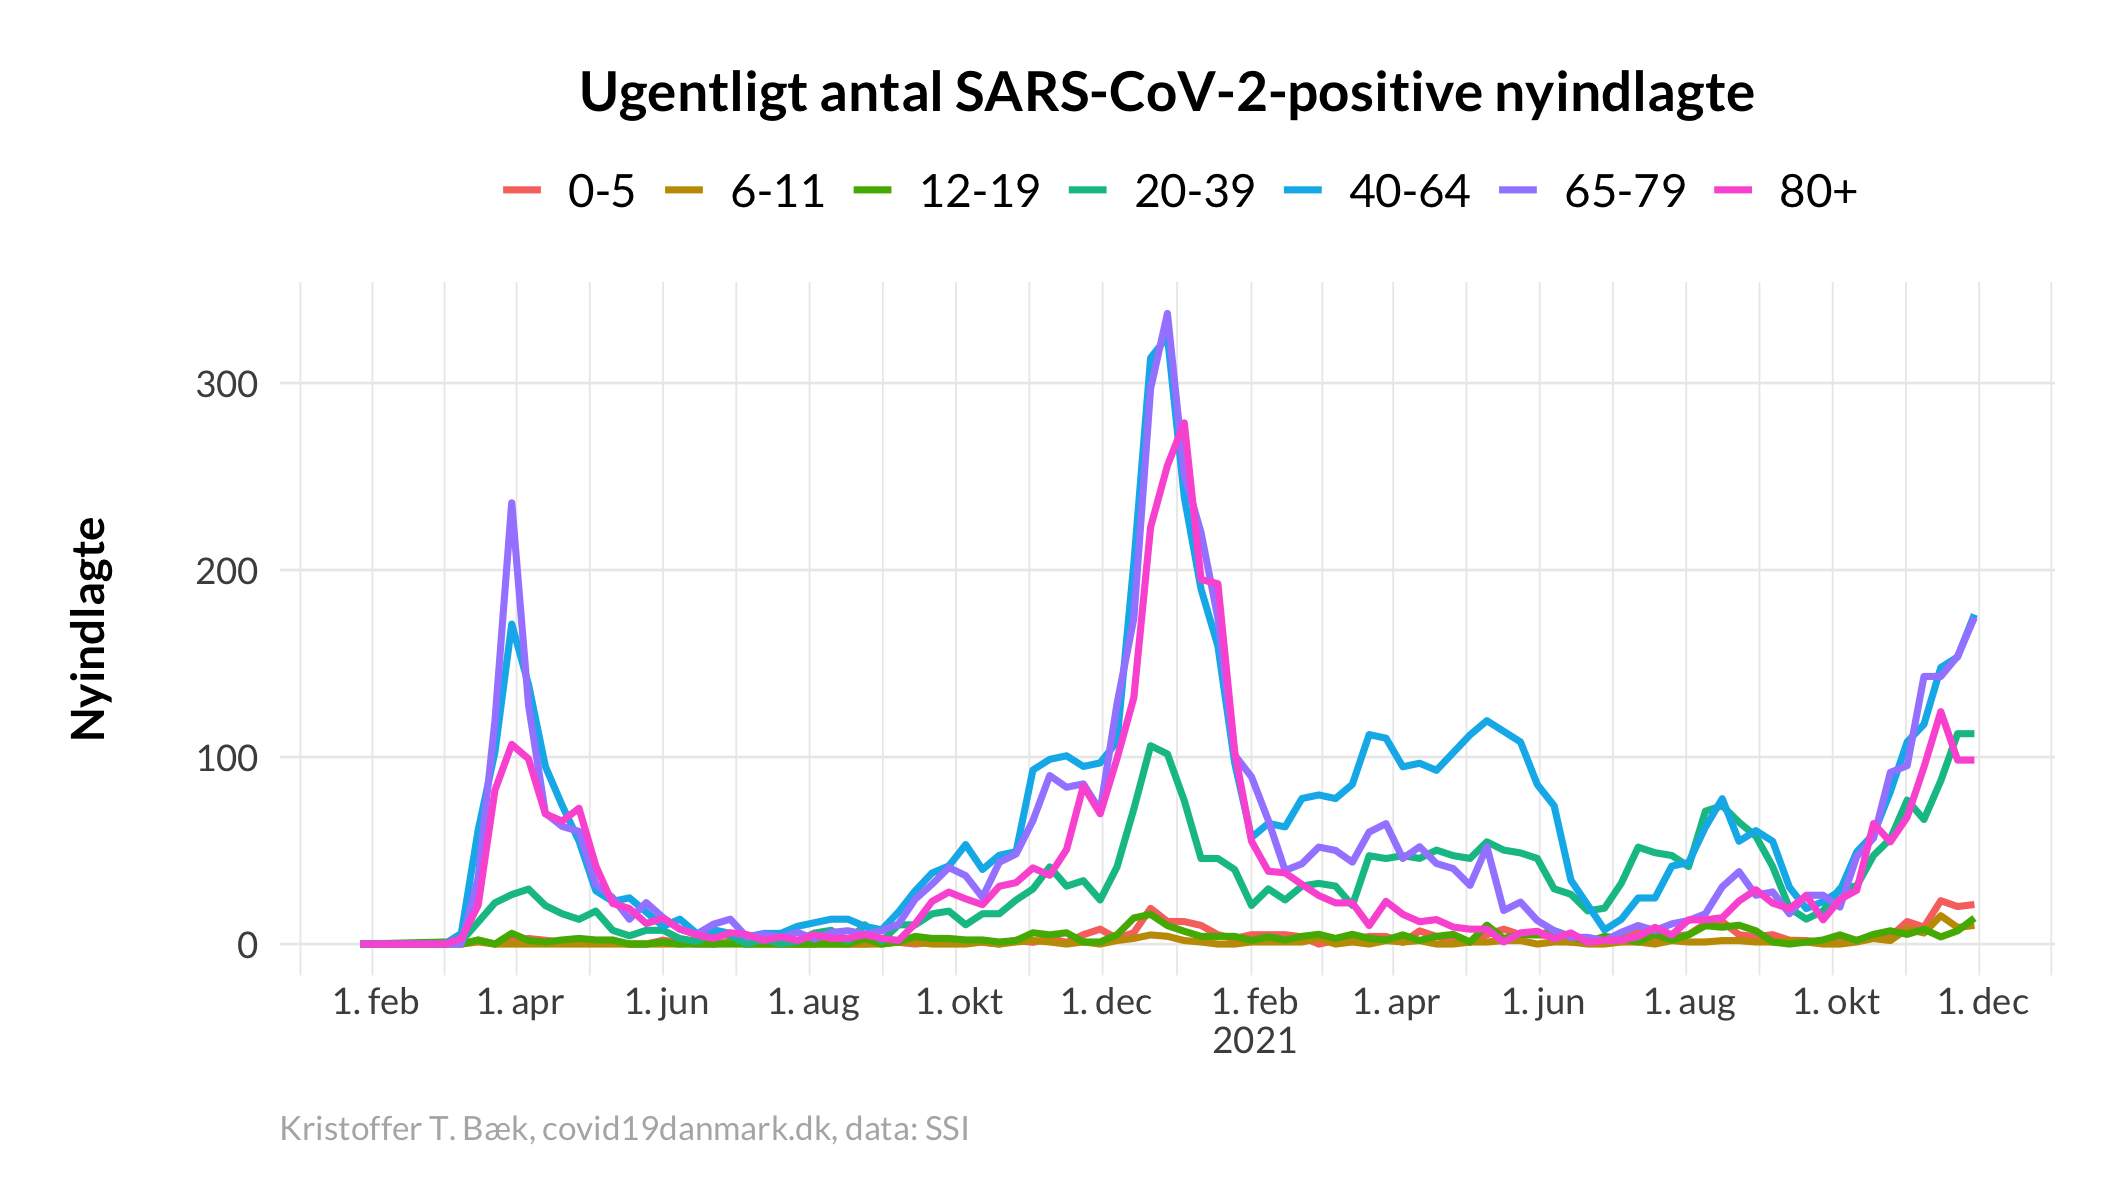 Ugentligt antal SARS-CoV-2-positive nyindlagte
0-5 6-11 12-19 20-39 40-64 65-79 80+
Nyindlagte
300
200
100
0
1. feb 1. apr 1. jun 1. aug 1. okt 1. dec 1. feb 1. apr 1. jun 1. aug 1. okt 1. dec
2021
Kristoffer T. Bæk, covid19danmark.dk, data: SSI